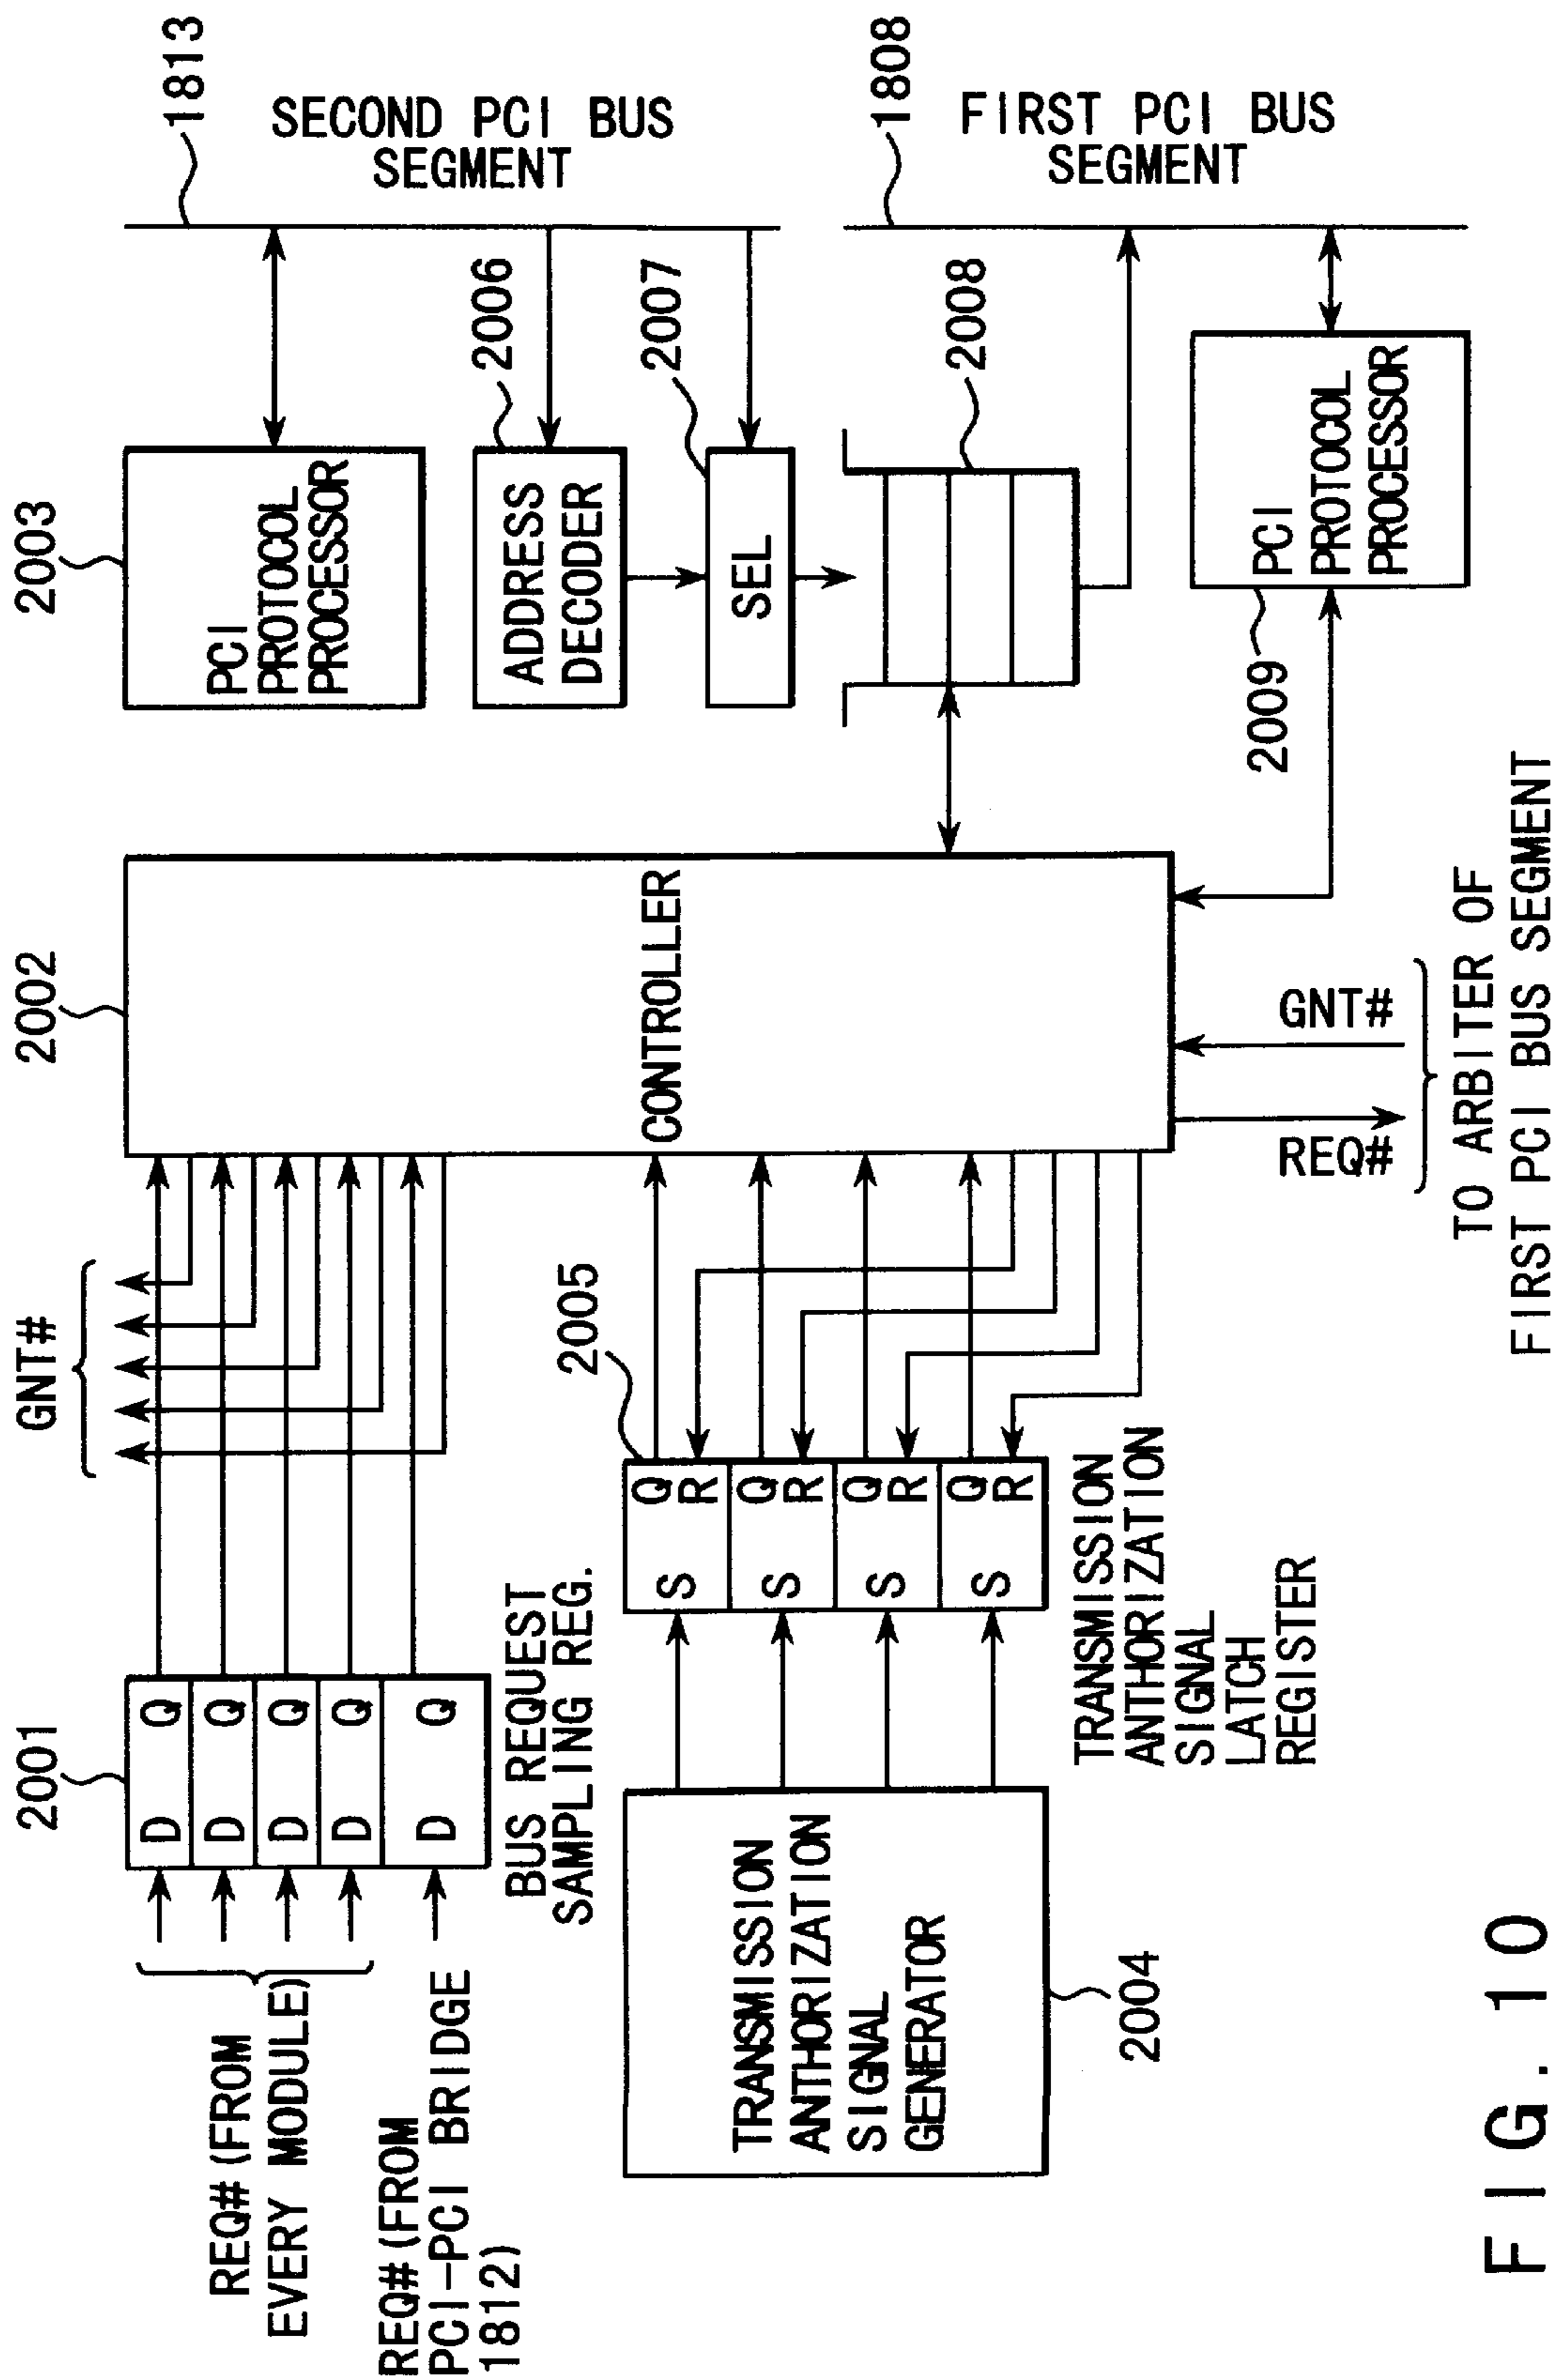 2001
2002
2003
GNT#
1813
SECOND PCI BUS
SEGMENT
D Q
D Q
D Q
D Q
D Q
REQ# (FROM
EVERY MODULE)
REQ# (FROM
PCI-PCI BRIDGE
1812)
BUS REQUEST
SAMPLING REG.
PCI
PROTOCOL
PROCESSOR
2006
ADDRESS
DECODER
2007
SEL
2008
CONTROLLER
2005
S Q R
S Q R
S Q R
S Q R
TRANSMISSION
ANTHORIZATION
SIGNAL
GENERATOR
2004
TRANSMISSION
ANTHORIZATION
SIGNAL
LATCH
REGISTER
1808
FIRST PCI BUS
SEGMENT
2009
PCI
PROTOCOL
PROCESSOR
REQ#
GNT#
TO ARBITER OF
FIRST PCI BUS SEGMENT
FIG. 10